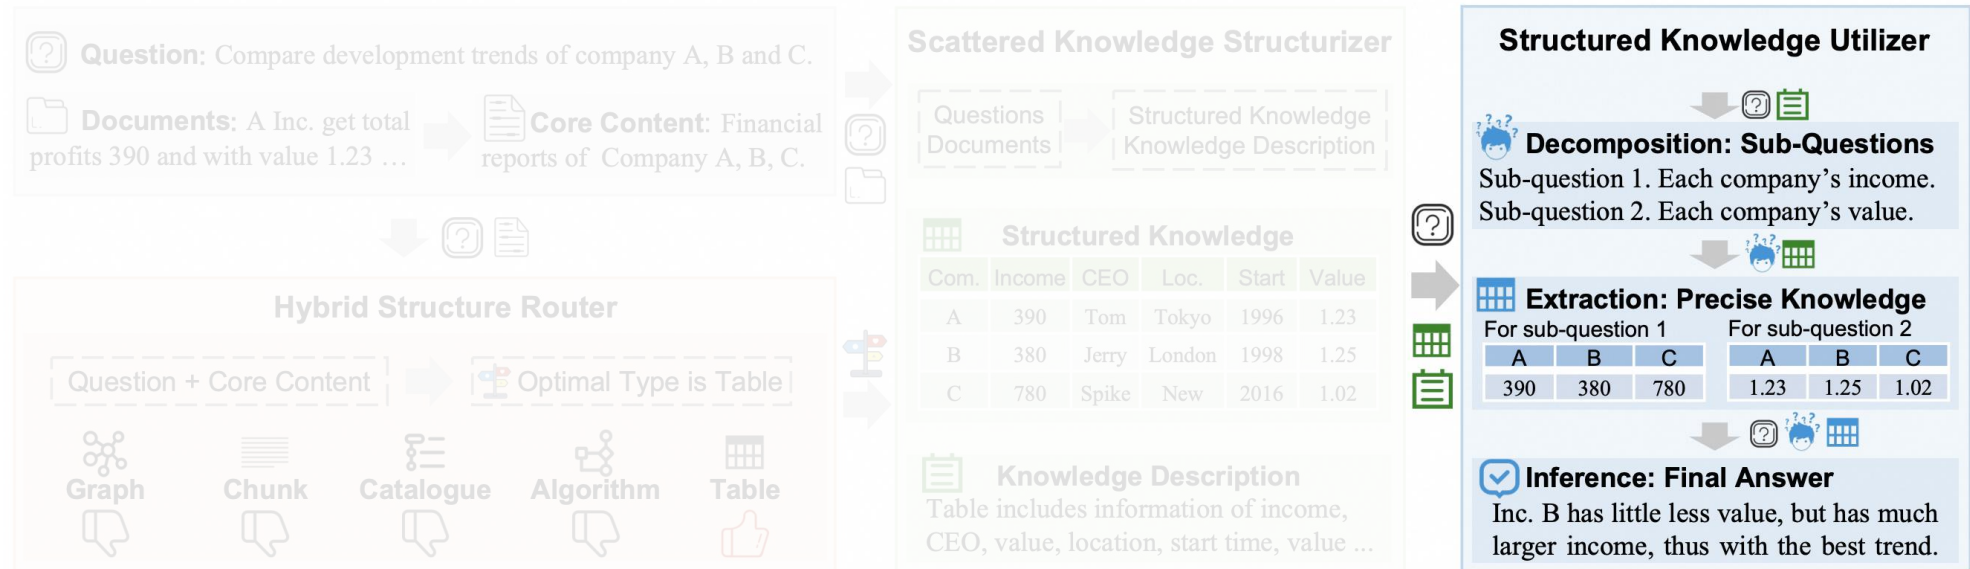 Question: Compare development trends of company A, B and C.
Documents: A Inc. get total
profits 390 and with value 1.23 …
Core Content: Financial
reports of Company A, B, C.
Hybrid Structure Router
Question + Core Content
Optimal Type is Table
Graph
Chunk
Catalogue
Algorithm
Table
Scattered Knowledge Structurizer
Questions
Documents
Structured Knowledge
Knowledge Description
Structured Knowledge
Com. Income CEO Loc. Start Value
A 390 Tom Tokyo 1996 1.23
B 380 Jerry London 1998 1.25
C 780 Spike New 2016 1.02
Knowledge Description
Table includes information of income,
CEO, value, location, start time, value ...
Structured Knowledge Utilizer
Decomposition: Sub-Questions
Sub-question 1. Each company’s income.
Sub-question 2. Each company’s value.
Extraction: Precise Knowledge
For sub-question 1
A B C
390 380 780
For sub-question 2
A B C
1.23 1.25 1.02
Inference: Final Answer
Inc. B has little less value, but has much
larger income, thus with the best trend.